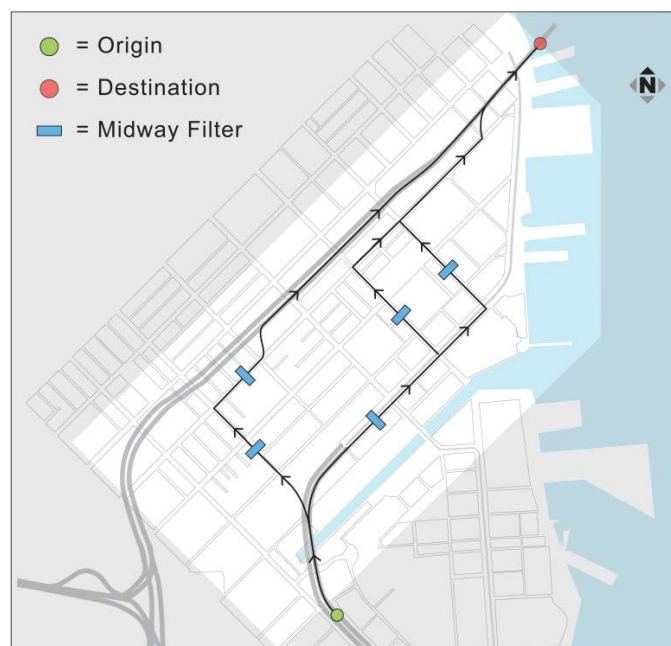 = Origin
= Destination
= Midway Filter
N